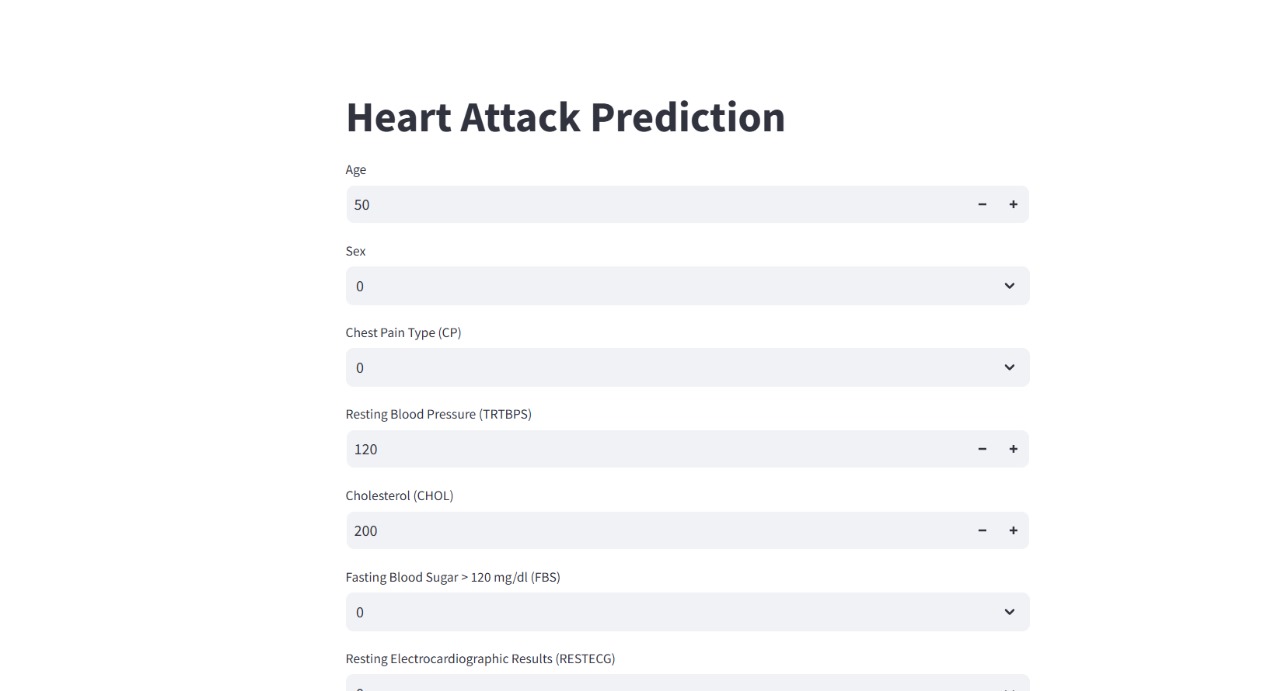 Heart Attack Prediction
Age
50
Sex
0
Chest Pain Type (CP)
0
Resting Blood Pressure (TRTBPS)
120
Cholesterol (CHOL)
200
Fasting Blood Sugar > 120 mg/dl (FBS)
0
Resting Electrocardiographic Results (RESTECG)